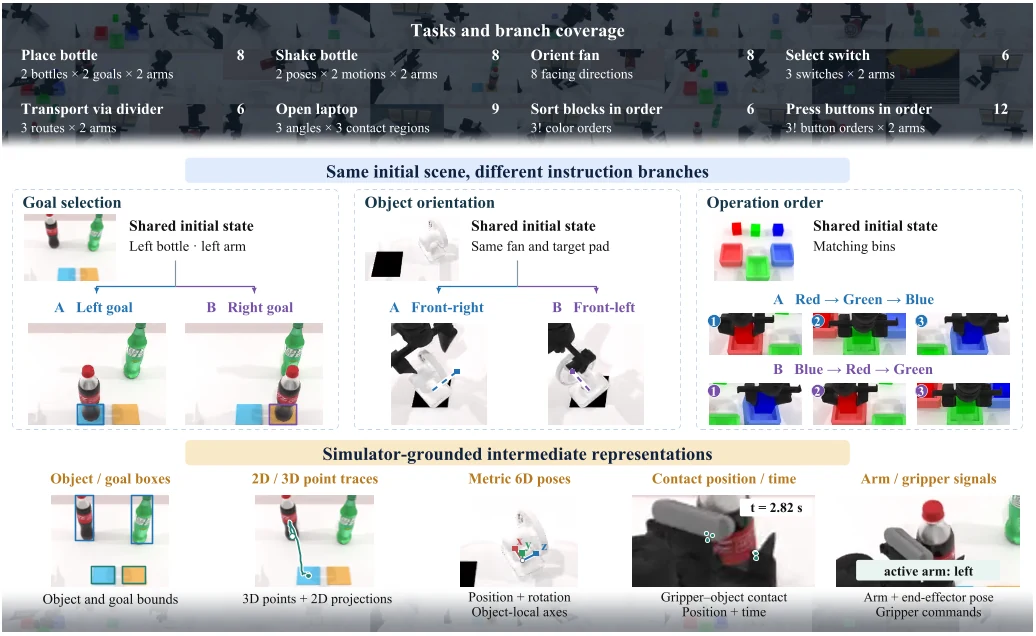 Tasks and branch coverage
Place bottle 8
2 bottles × 2 goals × 2 arms
Shake bottle 8
2 poses × 2 motions × 2 arms
Orient fan 8
8 facing directions
Select switch 6
3 switches × 2 arms
Transport via divider 6
3 routes × 2 arms
Open laptop 9
3 angles × 3 contact regions
Sort blocks in order 6
3! color orders
Press buttons in order 12
3! button orders × 2 arms
Same initial scene, different instruction branches
Goal selection
Shared initial state
Left bottle · left arm
A Left goal
B Right goal
Object orientation
Shared initial state
Same fan and target pad
A Front-right
B Front-left
Operation order
Shared initial state
Matching bins
A Red → Green → Blue
1 2 3
B Blue → Red → Green
1 2 3
Simulator-grounded intermediate representations
Object / goal boxes
Object and goal bounds
2D / 3D point traces
3D points + 2D projections
Metric 6D poses
X Y Z
Position + rotation
Object-local axes
Contact position / time
t = 2.82 s
Gripper–object contact
Position + time
Arm / gripper signals
active arm: left
Arm + end-effector pose
Gripper commands